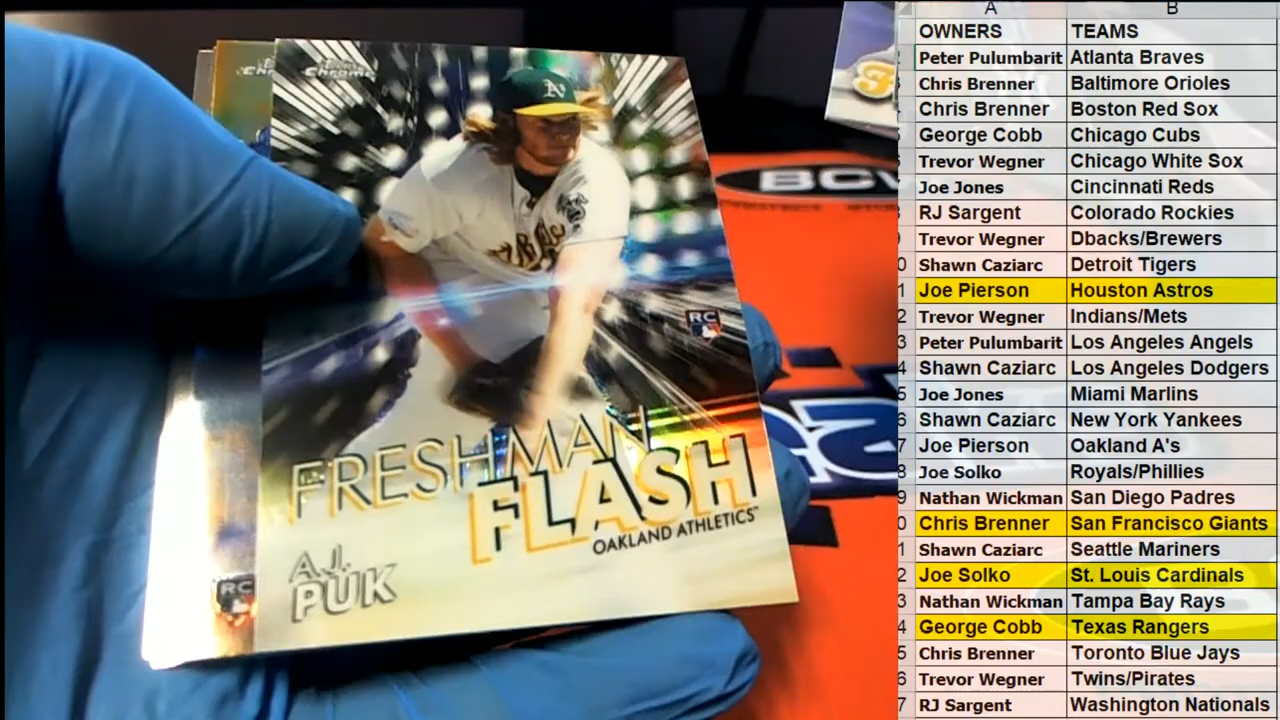 FRESHMAN
FLASH
OAKLAND ATHLETICS
A.J.
PUK
RC
RC
BCW
A B
OWNERS TEAMS
Peter Pulumbarit Atlanta Braves
Chris Brenner Baltimore Orioles
Chris Brenner Boston Red Sox
George Cobb Chicago Cubs
Trevor Wegner Chicago White Sox
Joe Jones Cincinnati Reds
RJ Sargent Colorado Rockies
Trevor Wegner Dbacks/Brewers
Shawn Caziarc Detroit Tigers
Joe Pierson Houston Astros
Trevor Wegner Indians/Mets
Peter Pulumbarit Los Angeles Angels
Shawn Caziarc Los Angeles Dodgers
Joe Jones Miami Marlins
Shawn Caziarc New York Yankees
Joe Pierson Oakland A's
Joe Solko Royals/Phillies
Nathan Wickman San Diego Padres
Chris Brenner San Francisco Giants
Shawn Caziarc Seattle Mariners
Joe Solko St. Louis Cardinals
Nathan Wickman Tampa Bay Rays
George Cobb Texas Rangers
Chris Brenner Toronto Blue Jays
Trevor Wegner Twins/Pirates
RJ Sargent Washington Nationals